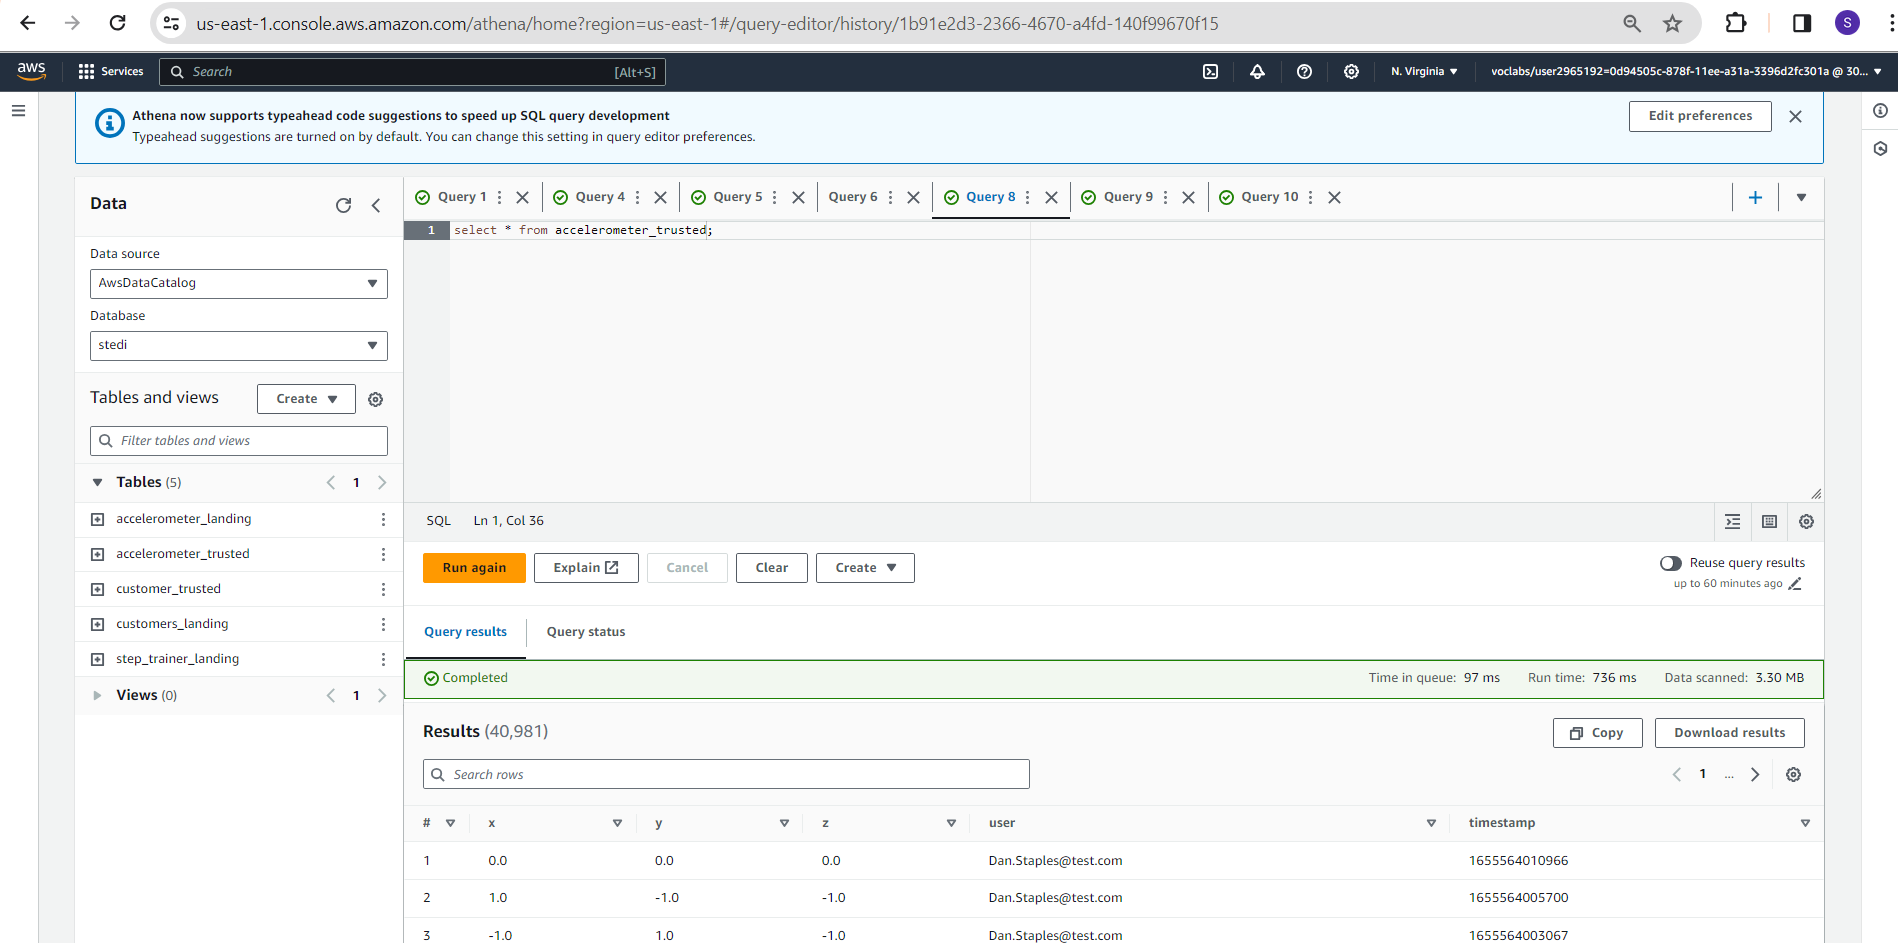 us-east-1.console.aws.amazon.com/athena/home?region=us-east-1#/query-editor/history/1b91e2d3-2366-4670-a4fd-140f99670f15
S
aws
Services
Search
[Alt+S]
N. Virginia
voclabs/user2965192=0d94505c-878f-11ee-a31a-3396d2fc301a @ 30...
Athena now supports typeahead code suggestions to speed up SQL query development
Typeahead suggestions are turned on by default. You can change this setting in query editor preferences.
Edit preferences
Data
Data source
AwsDataCatalog
Database
stedi
Tables and views
Create
Filter tables and views
Tables (5)
1
accelerometer_landing
accelerometer_trusted
customer_trusted
customers_landing
step_trainer_landing
Views (0)
1
Query 1
Query 4
Query 5
Query 6
Query 8
Query 9
Query 10
1 select * from accelerometer_trusted;
SQL Ln 1, Col 36
Run again
Explain
Cancel
Clear
Create
Reuse query results
up to 60 minutes ago
Query results
Query status
Completed
Time in queue: 97 ms
Run time: 736 ms
Data scanned: 3.30 MB
Results (40,981)
Copy
Download results
Search rows
1 ...
# x y z user timestamp
1 0.0 0.0 0.0 Dan.Staples@test.com 1655564010966
2 1.0 -1.0 -1.0 Dan.Staples@test.com 1655564005700
3 -1.0 1.0 -1.0 Dan.Staples@test.com 1655564003067